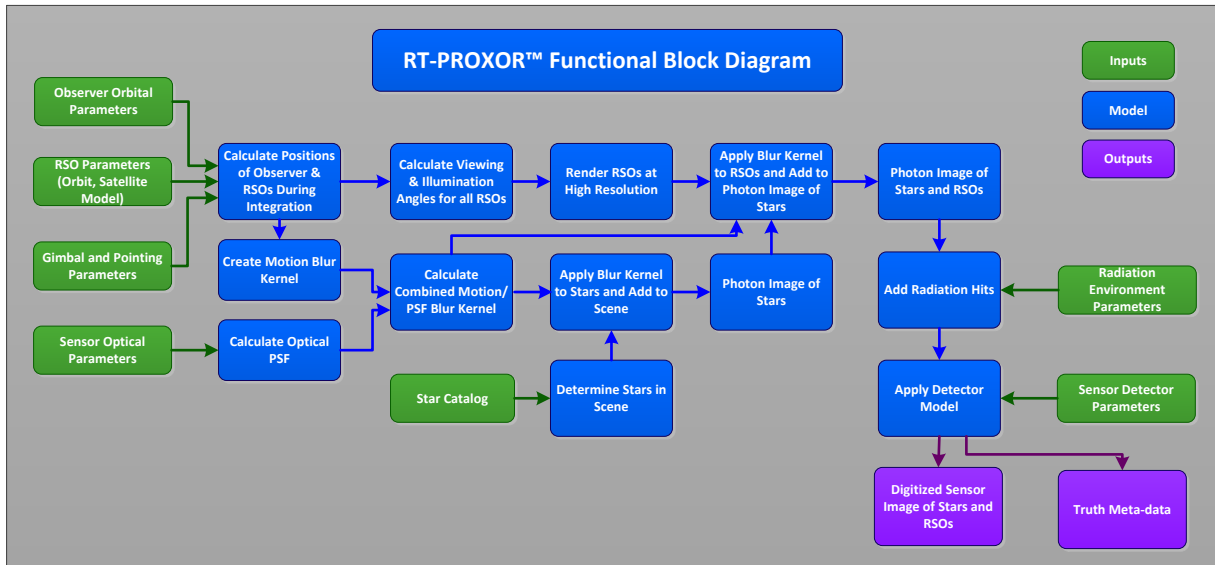 RT-PROXOR™ Functional Block Diagram
Inputs
Model
Outputs
Observer Orbital
Parameters
RSO Parameters
(Orbit, Satellite
Model)
Gimbal and Pointing
Parameters
Sensor Optical
Parameters
Calculate Positions
of Observer &
RSOs During
Integration
Calculate Viewing
& Illumination
Angles for all RSOs
Render RSOs at
High Resolution
Apply Blur Kernel
to RSOs and Add to
Photon Image of
Stars
Photon Image of
Stars and RSOs
Create Motion Blur
Kernel
Calculate
Combined Motion/
PSF Blur Kernel
Apply Blur Kernel
to Stars and Add to
Scene
Photon Image of
Stars
Add Radiation Hits
Radiation
Environment
Parameters
Calculate Optical
PSF
Star Catalog
Determine Stars in
Scene
Apply Detector
Model
Sensor Detector
Parameters
Digitized Sensor
Image of Stars and
RSOs
Truth Meta-data